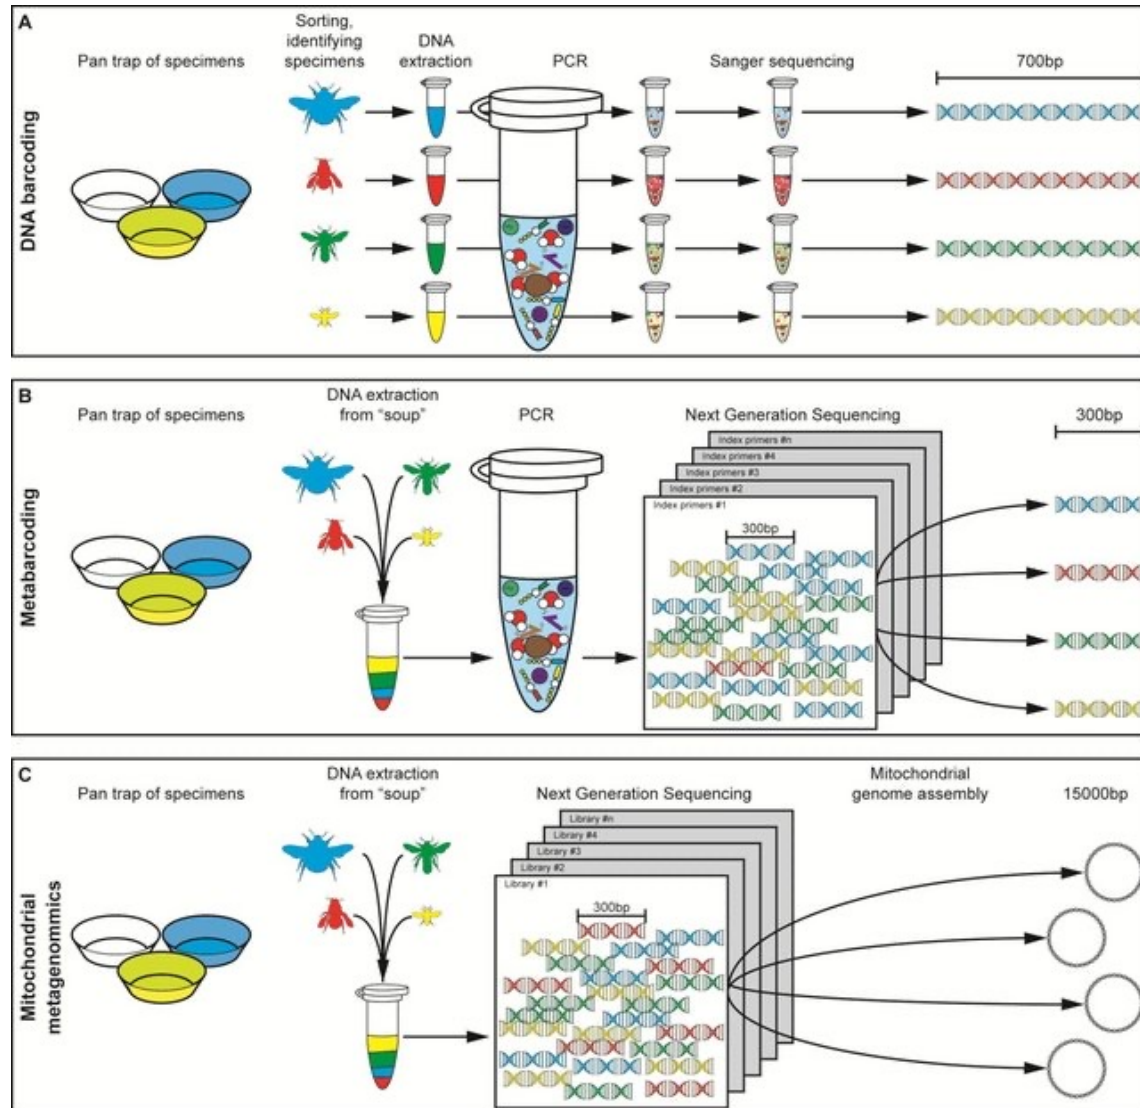 A
DNA barcoding
Pan trap of specimens
Sorting,
identifying
specimens
DNA
extraction
PCR
Sanger sequencing
700bp
B
Metabarcoding
Pan trap of specimens
DNA extraction
from “soup”
PCR
Next Generation Sequencing
300bp
Index primers #n
Index primers #4
Index primers #3
Index primers #2
Index primers #1
300bp
C
Mitochondrial
metagenommics
Pan trap of specimens
DNA extraction
from “soup”
Next Generation Sequencing
Mitochondrial
genome assembly
15000bp
Library #n
Library #4
Library #3
Library #2
Library #1
300bp